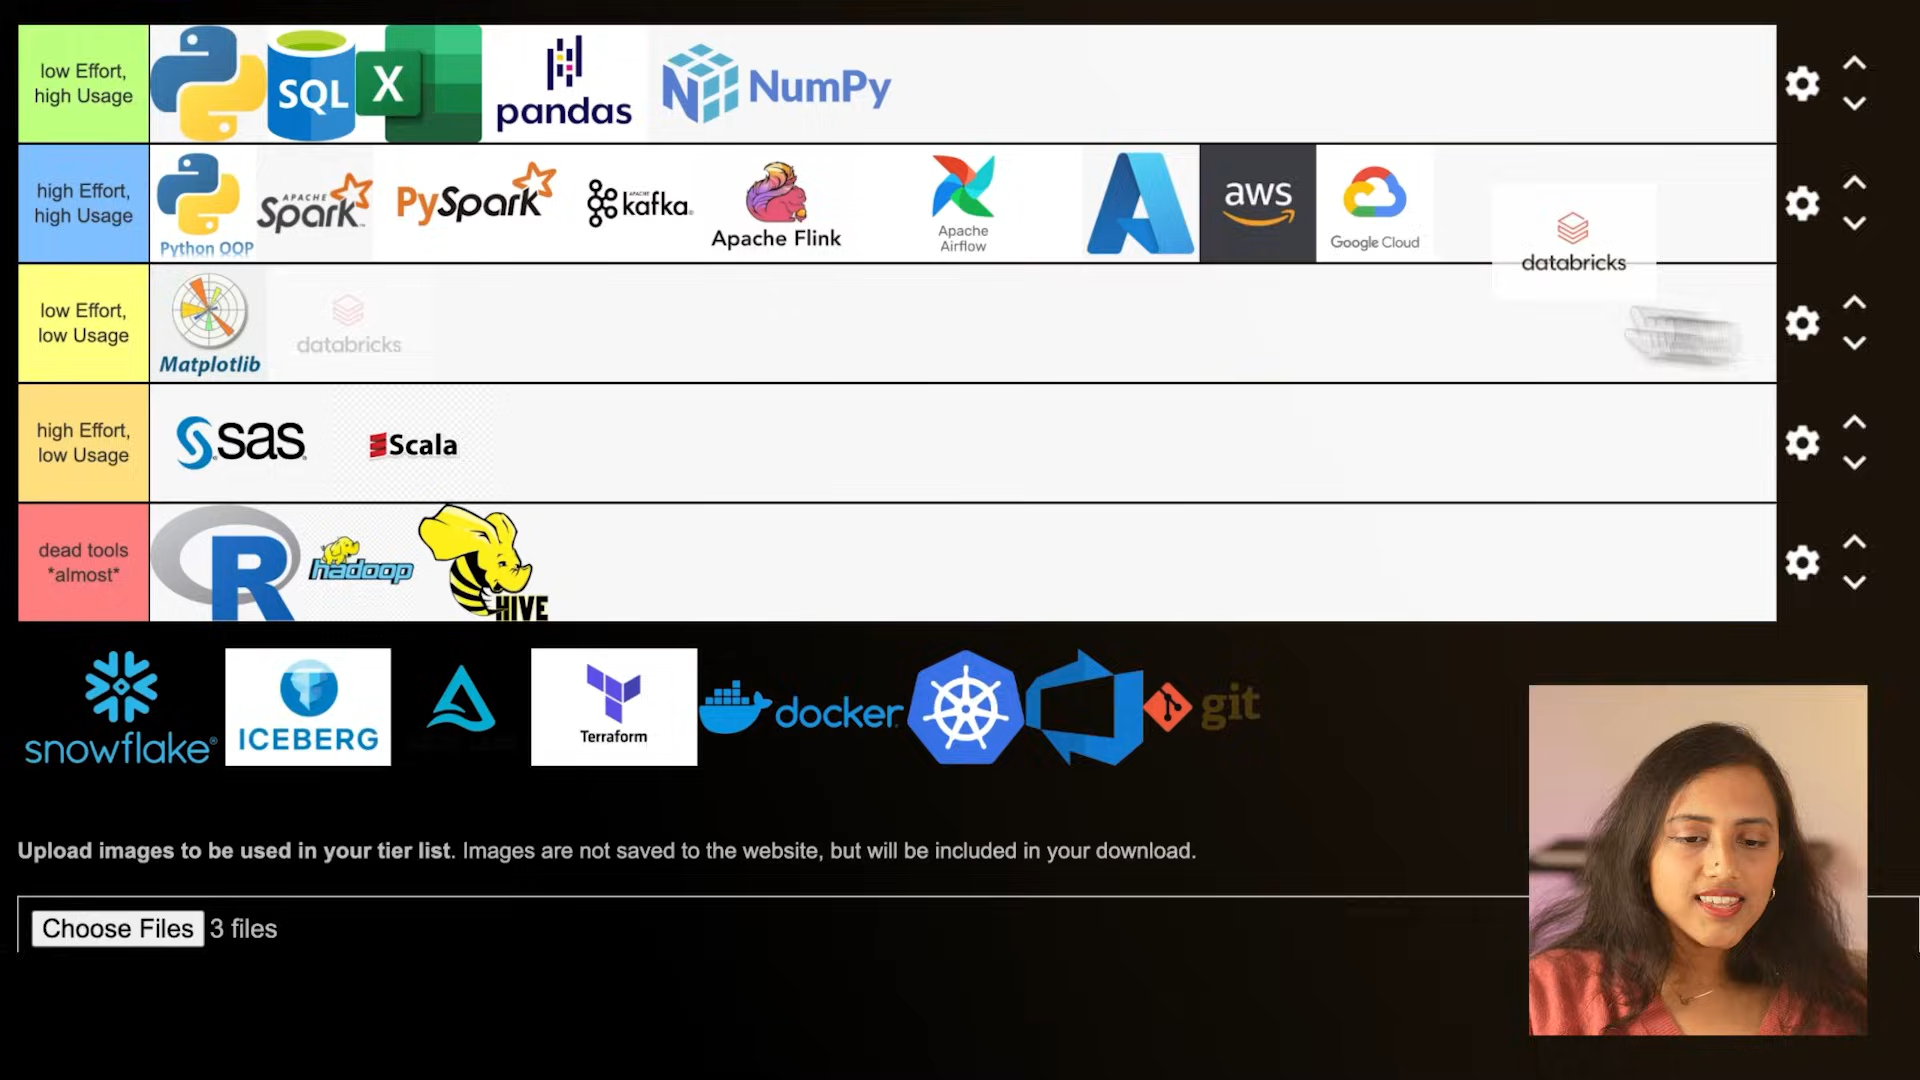 low Effort,
high Usage
SQL
X
pandas
NumPy
high Effort,
high Usage
Python OOP
APACHE
Spark
PySpark
APACHE
kafka
Apache Flink
Apache
Airflow
aws
Google Cloud
databricks
low Effort,
low Usage
Matplotlib
databricks
high Effort,
low Usage
sas
Scala
dead tools
*almost*
R
hadoop
HIVE
snowflake®
ICEBERG
Terraform
docker
git
Upload images to be used in your tier list. Images are not saved to the website, but will be included in your download.
Choose Files 3 files